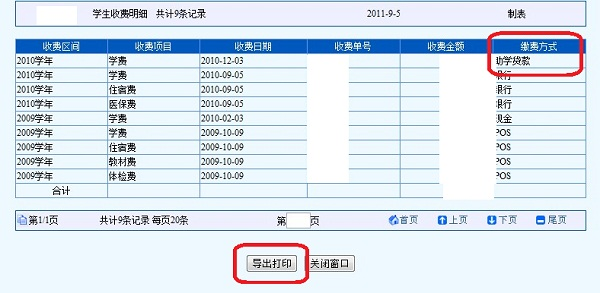 学生收费明细 共计9条记录 2011-9-5 制表
收费区间 收费项目 收费日期 收费单号 收费金额 缴费方式
2010学年 学费 2010-12-03 助学贷款
2010学年 学费 2010-09-05 银行
2010学年 住宿费 2010-09-05 银行
2010学年 医保费 2010-09-05 银行
2009学年 学费 2010-02-03 现金
2009学年 学费 2009-10-09 POS
2009学年 住宿费 2009-10-09 POS
2009学年 教材费 2009-10-09 POS
2009学年 体检费 2009-10-09 POS
合计
第1/1页 共计9条记录 每页20条 第 页 首页 上页 下页 尾页
导出打印 关闭窗口